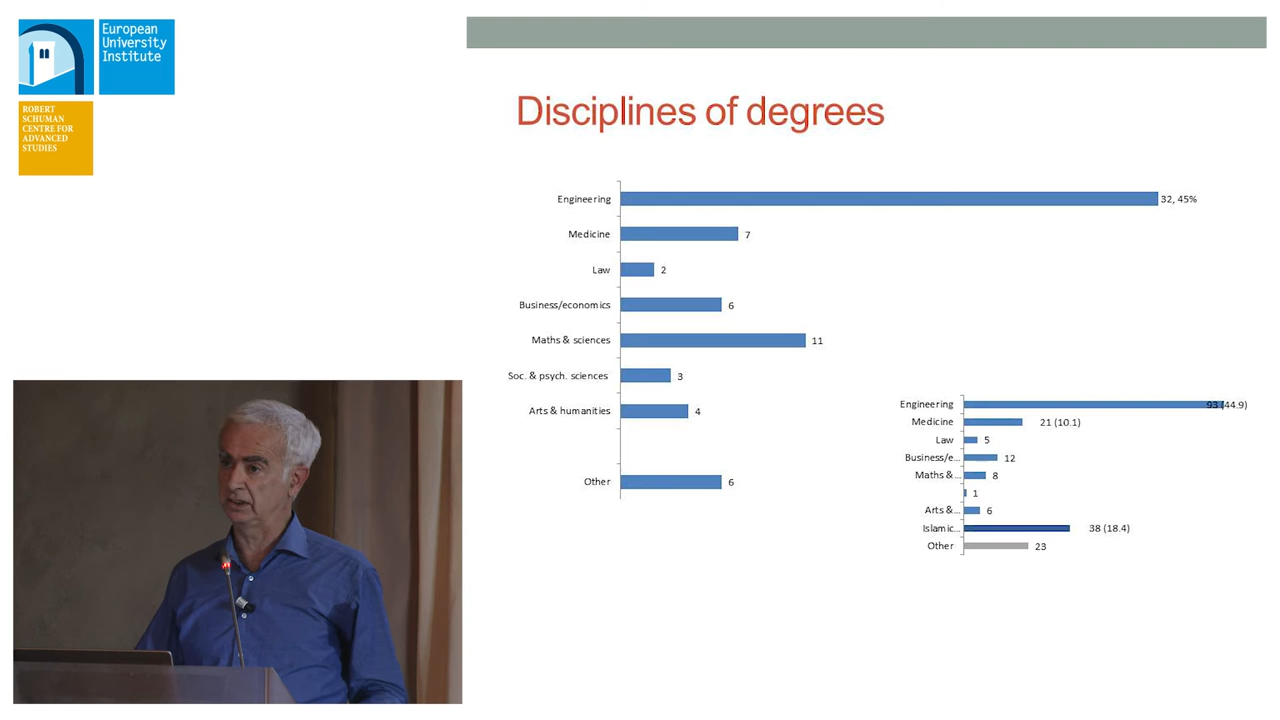 European
University
Institute
ROBERT
SCHUMAN
CENTRE FOR
ADVANCED
STUDIES
Disciplines of degrees
Engineering 32, 45%
Medicine 7
Law 2
Business/economics 6
Maths & sciences 11
Soc. & psych. sciences 3
Arts & humanities 4
Other 6
Engineering 93 (44.9)
Medicine 21 (10.1)
Law 5
Business/e... 12
Maths &... 8
1
Arts &... 6
Islamic... 38 (18.4)
Other 23